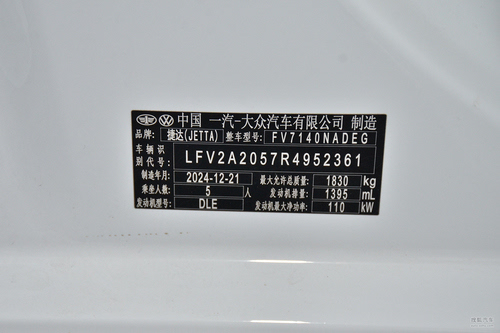 中国 一汽-大众汽车有限公司 制造
品牌: 捷达(JETTA) 整车型号: FV7140NADEG
车辆识别代号: LFV2A2057R4952361
制造年月: 2024-12-21 最大允许总质量: 1830 kg
乘坐人数: 5 人 发动机排量: 1395 mL
发动机型号: DLE 发动机最大净功率: 110 kW